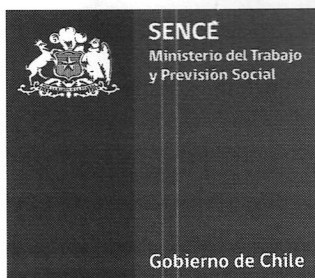 SENCE
Ministerio del Trabajo
y Previsión Social
Gobierno de Chile